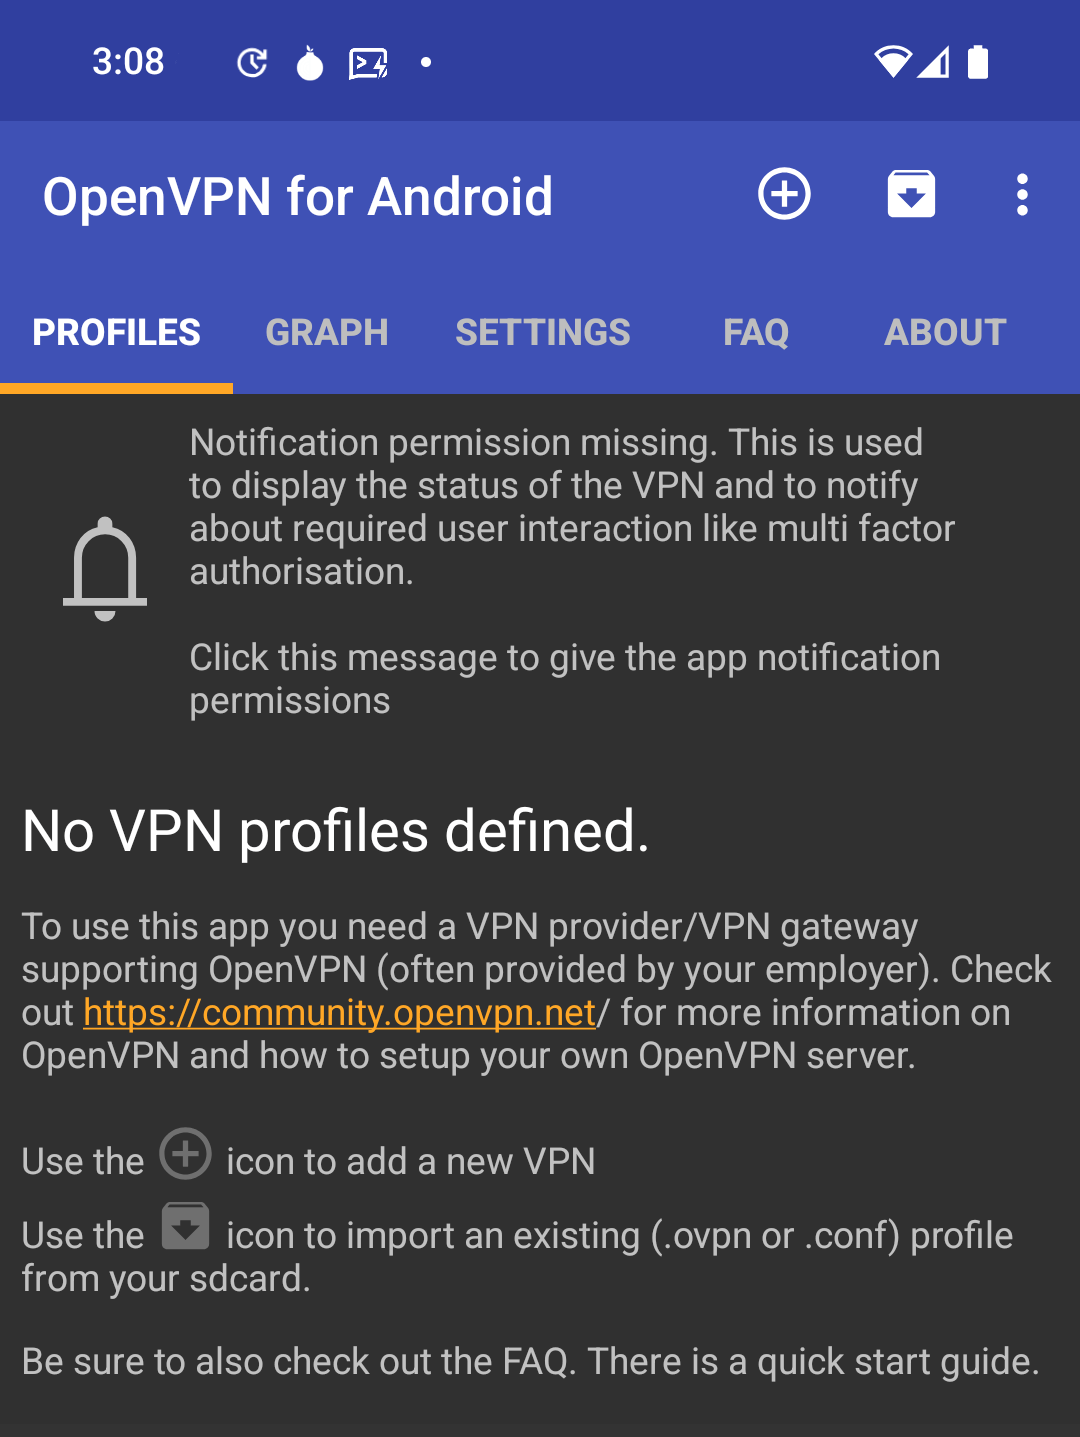 3:08
OpenVPN for Android
PROFILES GRAPH SETTINGS FAQ ABOUT
Notification permission missing. This is used
to display the status of the VPN and to notify
about required user interaction like multi factor
authorisation.
Click this message to give the app notification
permissions
No VPN profiles defined.
To use this app you need a VPN provider/VPN gateway
supporting OpenVPN (often provided by your employer). Check
out https://community.openvpn.net/ for more information on
OpenVPN and how to setup your own OpenVPN server.
Use the icon to add a new VPN
Use the icon to import an existing (.ovpn or .conf) profile
from your sdcard.
Be sure to also check out the FAQ. There is a quick start guide.